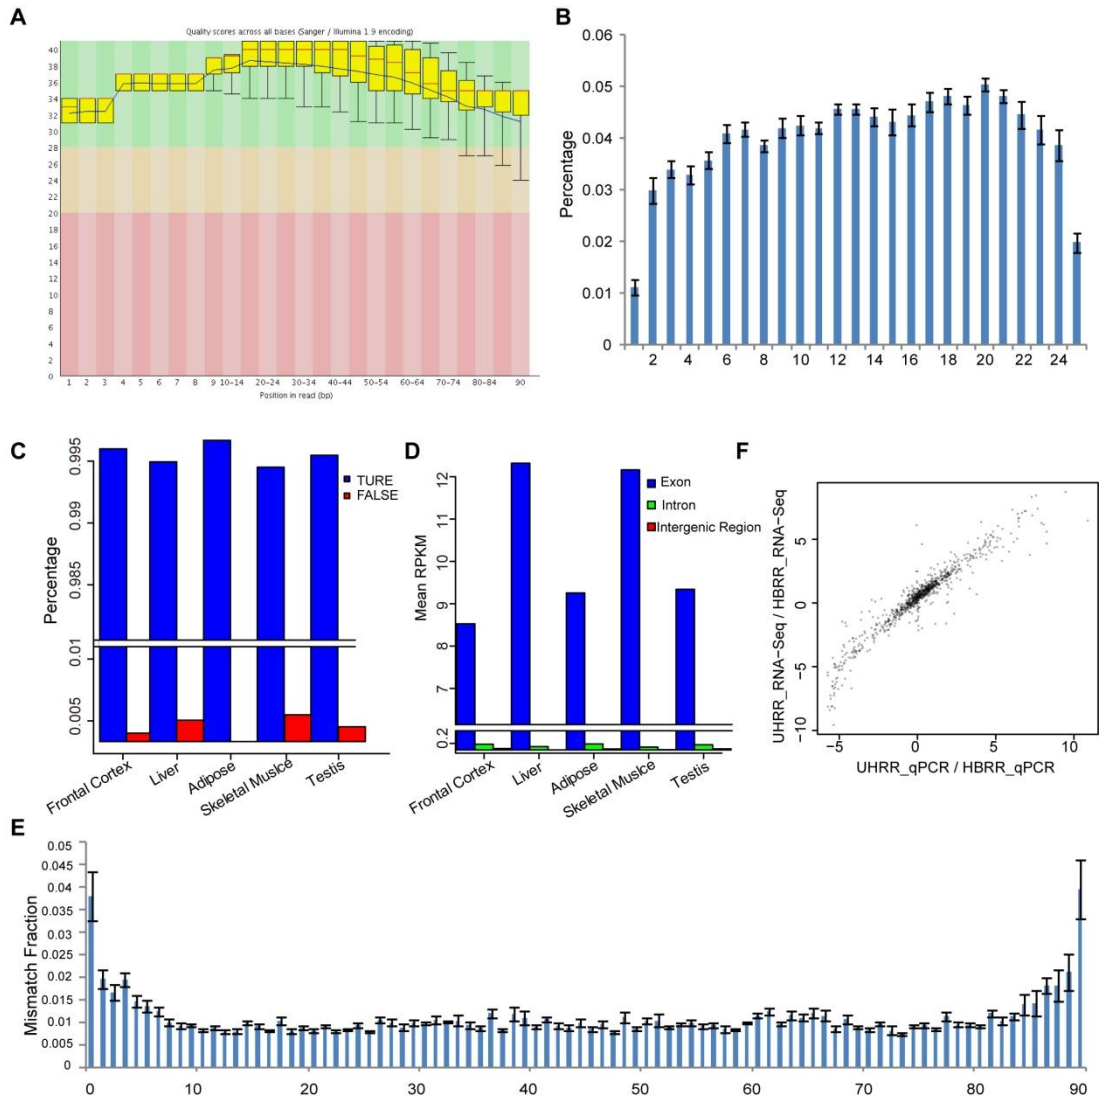 A
Quality scores across all bases (Sanger / Illumina 1.9 encoding)
40
38
36
34
32
30
28
26
24
22
20
18
16
14
12
10
8
6
4
2
0
1 2 3 4 5 6 7 8 9 10-14 20-24 30-34 40-44 50-54 60-64 70-74 80-84 90
Position in read (bp)
B
0.06
0.05
0.04
0.03
0.02
0.01
0
Percentage
2 4 6 8 10 12 14 16 18 20 22 24
C
0.995
0.99
0.985
0.01
0.005
Percentage
TURE
FALSE
Frontal Cortex
Liver
Adipose
Skeletal Muslce
Testis
D
12
11
10
9
8
7
0.2
Mean RPKM
Exon
Intron
Intergenic Region
Frontal Cortex
Liver
Adipose
Skeletal Muslce
Testis
F
5
0
−5
−10
UHRR_RNA−Seq / HBRR_RNA−Seq
−5 0 5 10
UHRR_qPCR / HBRR_qPCR
E
0.05
0.045
0.04
0.035
0.03
0.025
0.02
0.015
0.01
0.005
0
Mismatch Fraction
0 10 20 30 40 50 60 70 80 90